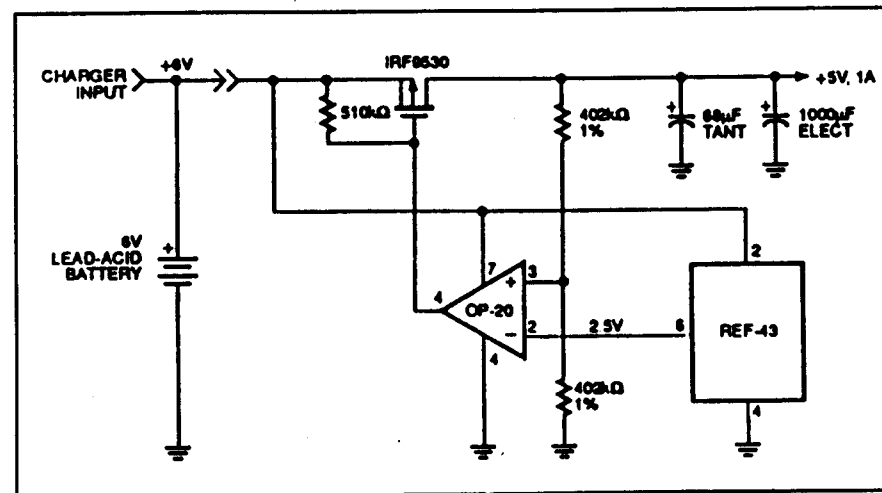 CHARGER
INPUT
+6V
IRF9530
510kΩ
402kΩ
1%
+
68µF
TANT
+
1000µF
ELECT
+5V, 1A
6V
LEAD-ACID
BATTERY
+
7
4
OP-20
+
3
−
2
4
2 5V
402kΩ
1%
2
6
REF-43
4